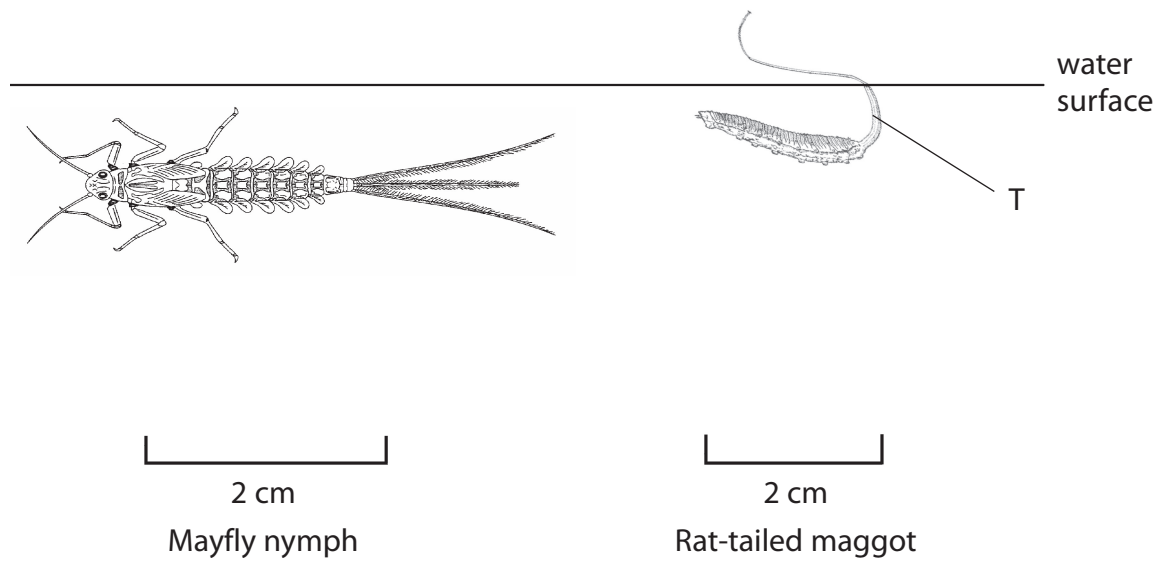 water
surface
T
2 cm
2 cm
Mayfly nymph
Rat-tailed maggot